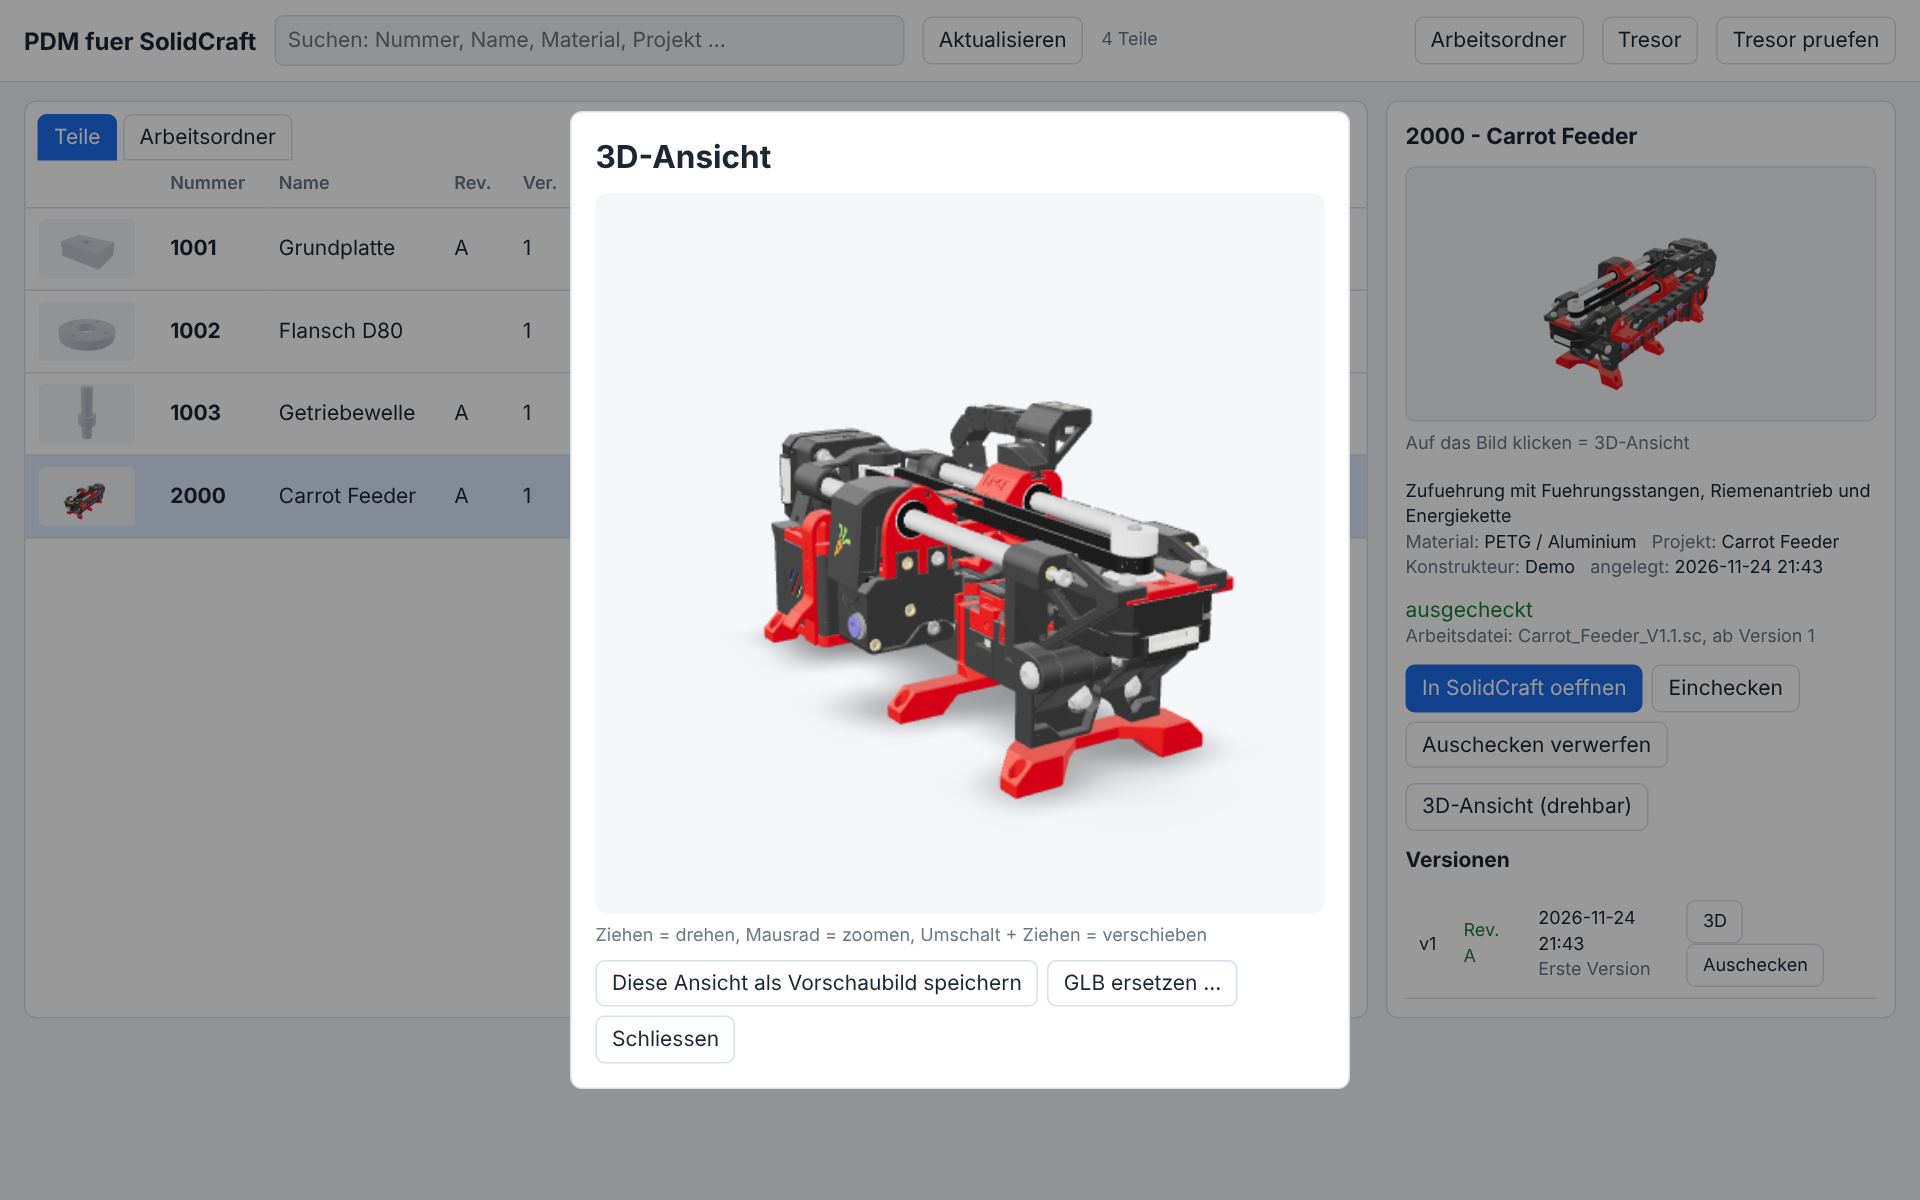 PDM fuer SolidCraft
Suchen: Nummer, Name, Material, Projekt ...
Aktualisieren
4 Teile
Arbeitsordner
Tresor
Tresor pruefen
Teile
Arbeitsordner
Nummer Name Rev. Ver.
1001 Grundplatte A 1
1002 Flansch D80 1
1003 Getriebewelle A 1
2000 Carrot Feeder A 1
3D-Ansicht
Ziehen = drehen, Mausrad = zoomen, Umschalt + Ziehen = verschieben
Diese Ansicht als Vorschaubild speichern
GLB ersetzen ...
Schliessen
2000 - Carrot Feeder
Auf das Bild klicken = 3D-Ansicht
Zufuehrung mit Fuehrungsstangen, Riemenantrieb und
Energiekette
Material: PETG / Aluminium Projekt: Carrot Feeder
Konstrukteur: Demo angelegt: 2026-11-24 21:43
ausgecheckt
Arbeitsdatei: Carrot_Feeder_V1.1.sc, ab Version 1
In SolidCraft oeffnen
Einchecken
Auschecken verwerfen
3D-Ansicht (drehbar)
Versionen
v1
Rev.
A
2026-11-24
21:43
Erste Version
3D
Auschecken